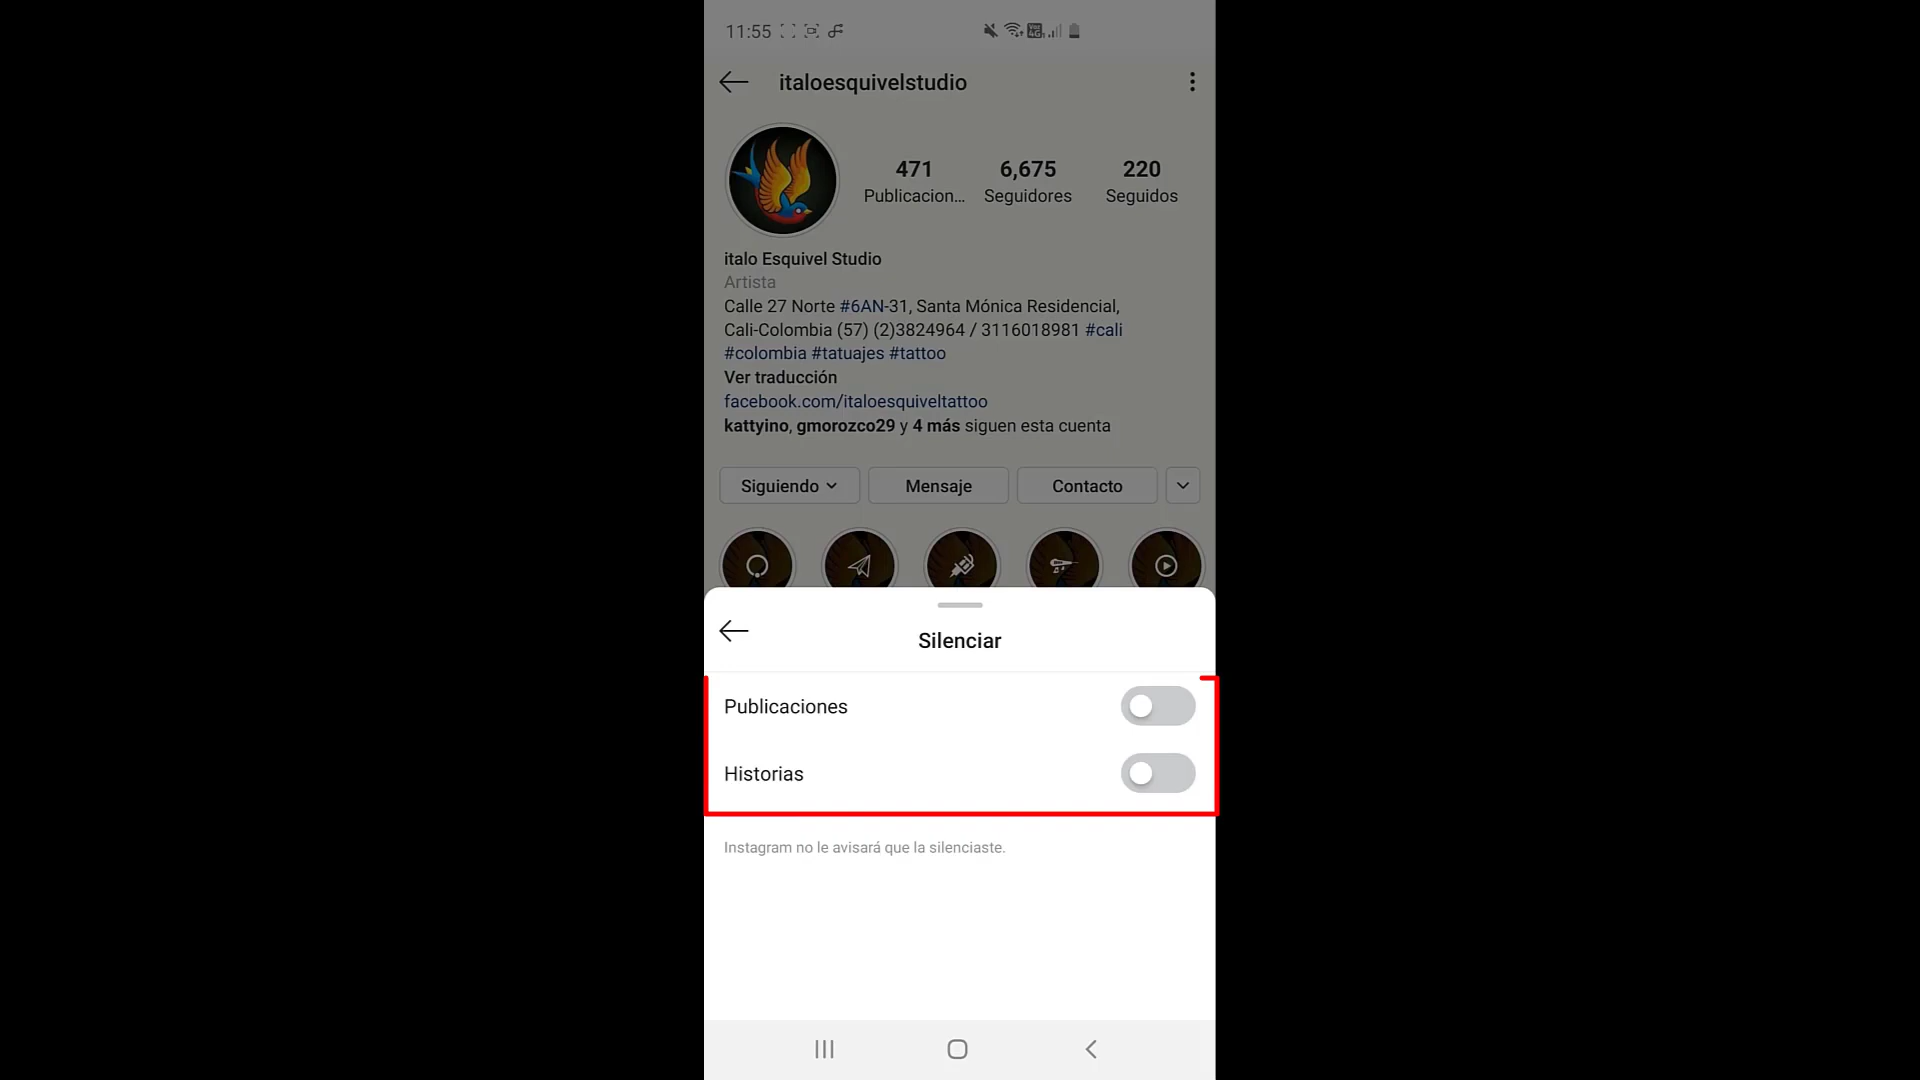 11:55
italoesquivelstudio
471 6,675 220
Publicacion... Seguidores Seguidos
italo Esquivel Studio
Artista
Calle 27 Norte #6AN-31, Santa Mónica Residencial,
Cali-Colombia (57) (2)3824964 / 3116018981 #cali
#colombia #tatuajes #tattoo
Ver traducción
facebook.com/italoesquiveltattoo
kattyino, gmorozco29 y 4 más siguen esta cuenta
Siguiendo Mensaje Contacto
Silenciar
Publicaciones
Historias
Instagram no le avisará que la silenciaste.